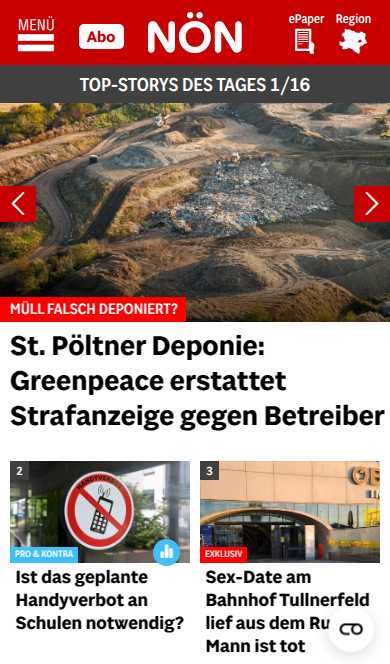 MENÜ
Abo
NÖN
ePaper
Region
TOP-STORYS DES TAGES 1/16
MÜLL FALSCH DEPONIERT?
St. Pöltner Deponie:
Greenpeace erstattet
Strafanzeige gegen Betreiber
2
HANDYVERBOT
PRO & KONTRA
Ist das geplante
Handyverbot an
Schulen notwendig?
3
EXKLUSIV
Sex-Date am
Bahnhof Tullnerfeld
lief aus dem
Mann ist tot